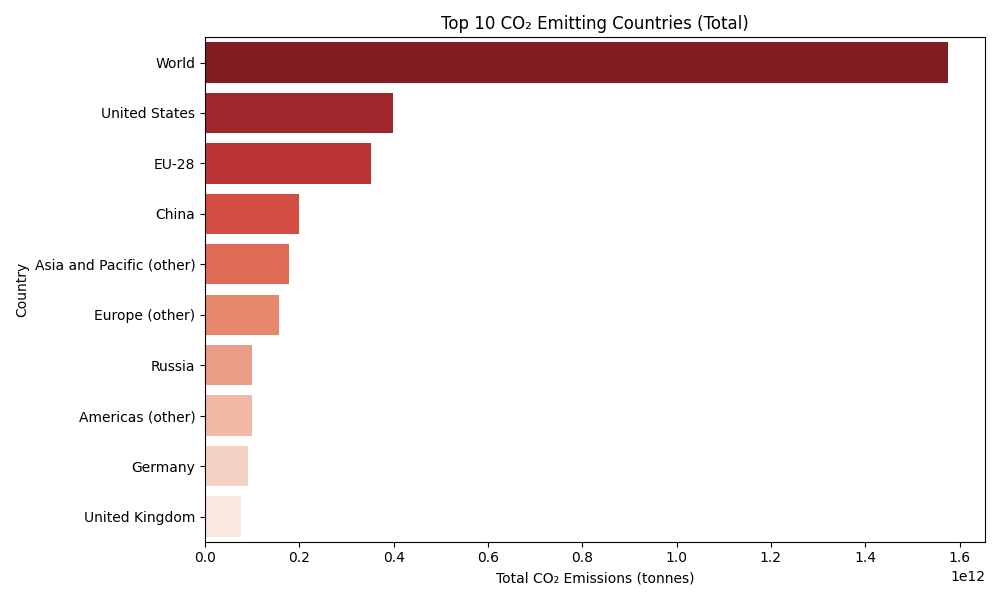 Top 10 CO₂ Emitting Countries (Total)
World
United States
EU-28
China
Asia and Pacific (other)
Europe (other)
Russia
Americas (other)
Germany
United Kingdom
Country
0.0 0.2 0.4 0.6 0.8 1.0 1.2 1.4 1.6
1e12
Total CO₂ Emissions (tonnes)